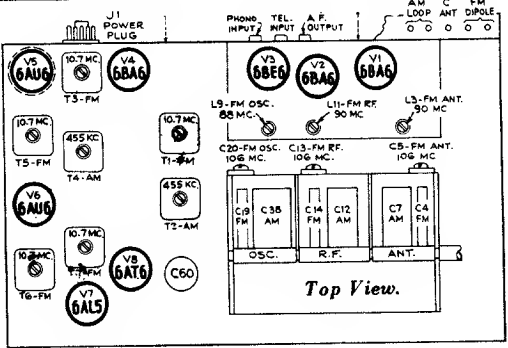 J1
POWER
PLUG
PHONO
INPUT
TEL.
INPUT
A.F.
OUTPUT
AM
LOOP
C
ANT
FM
DIPOLE
V5
6AU6
10.7 MC
T3-FM
V4
6BA6
V3
6BE6
V2
6BA6
V1
6BA6
L9-FM OSC.
88 MC.
L11-FM RF.
90 MC
L3-FM ANT.
90 MC
10.7 MC
T5-FM
455 KC
T4-AM
10.7 MC
T1-FM
C20-FM OSC.
106 MC.
C13-FM RF.
106 MC.
C5-FM ANT.
106 MC
V6
6AU6
455 KC.
T2-AM
C19
FM
C38
AM
C14
FM
C12
AM
C7
AM
C4
FM
OSC.
R.F.
ANT.
10.7 MC
T6-FM
10.7 MC
V8
6AT6
C60
V7
6AL5
Top View.